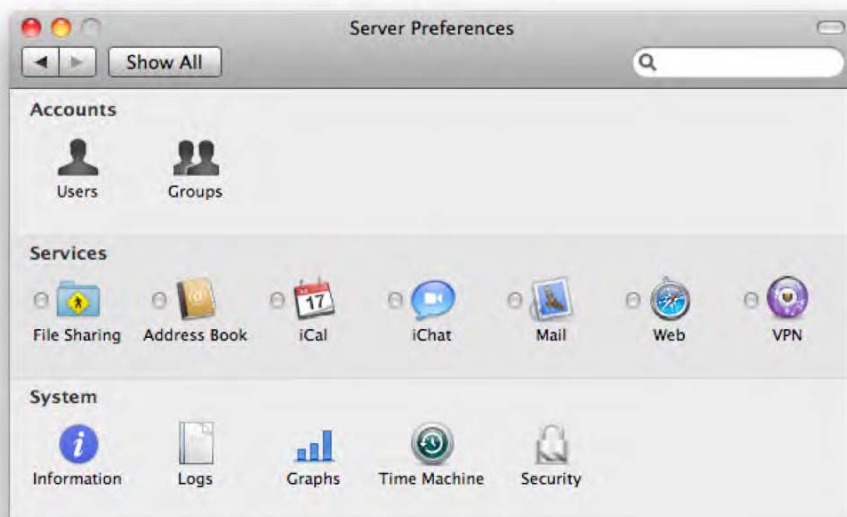 Server Preferences
Show All
Accounts
Users Groups
Services
17
File Sharing Address Book iCal iChat Mail Web VPN
System
Information Logs Graphs Time Machine Security